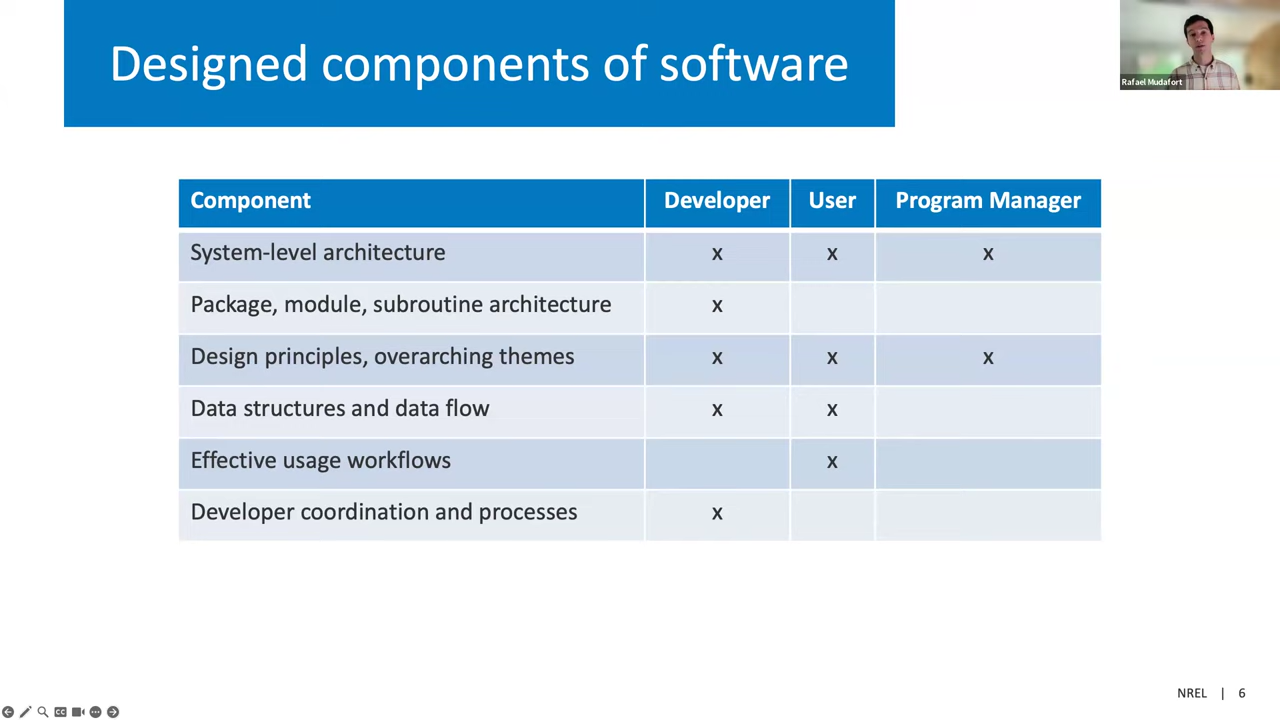 Designed components of software
Rafael Mudafort
Component Developer User Program Manager
System-level architecture x x x
Package, module, subroutine architecture x
Design principles, overarching themes x x x
Data structures and data flow x x
Effective usage workflows x
Developer coordination and processes x
NREL | 6
CC